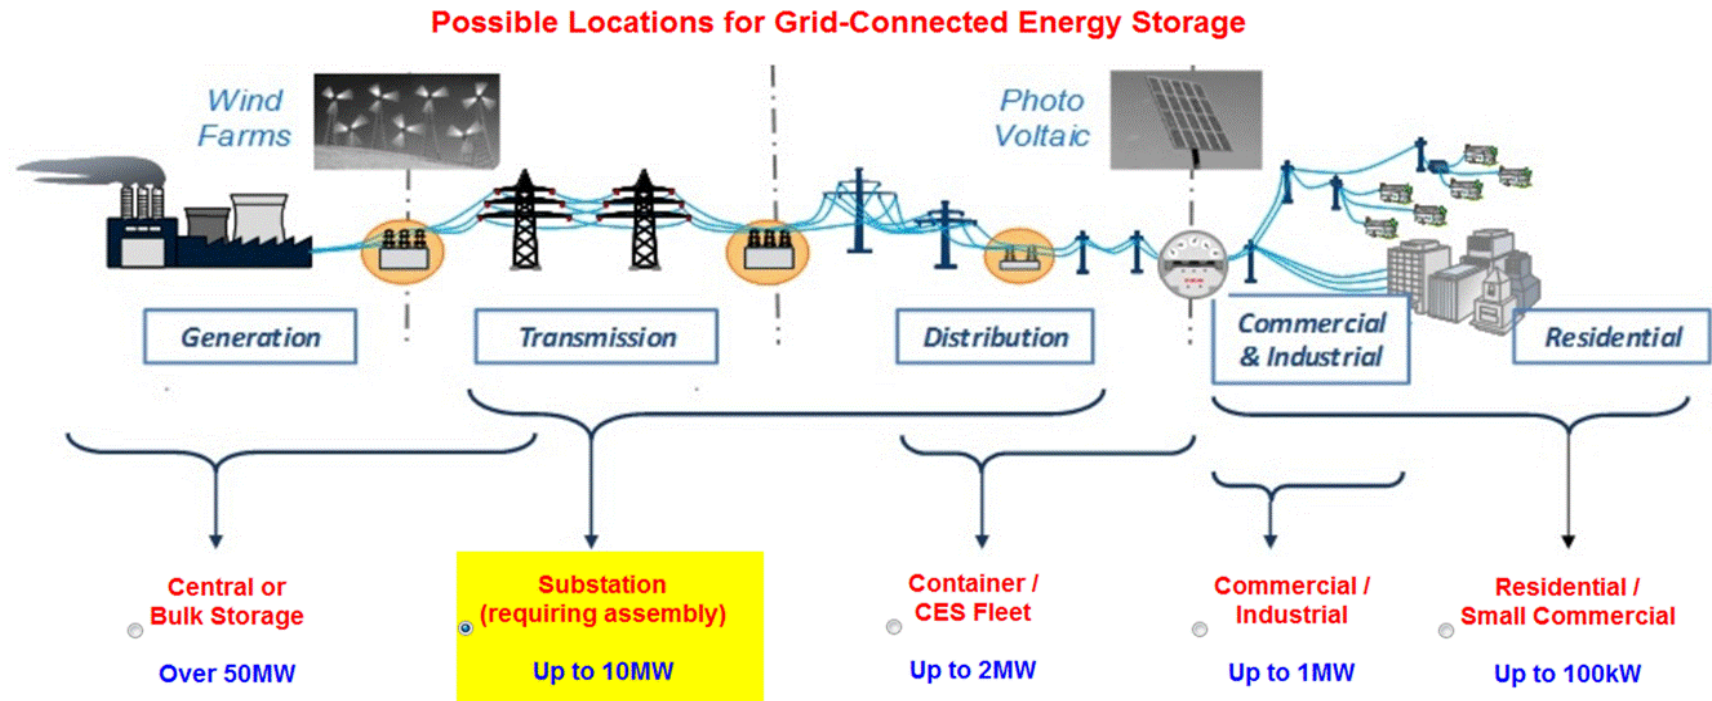 Possible Locations for Grid-Connected Energy Storage
Wind
Farms
Photo
Voltaic
Generation
Transmission
Distribution
Commercial
& Industrial
Residential
Central or
Bulk Storage
Over 50MW
Substation
(requiring assembly)
Up to 10MW
Container /
CES Fleet
Up to 2MW
Commercial /
Industrial
Up to 1MW
Residential /
Small Commercial
Up to 100kW